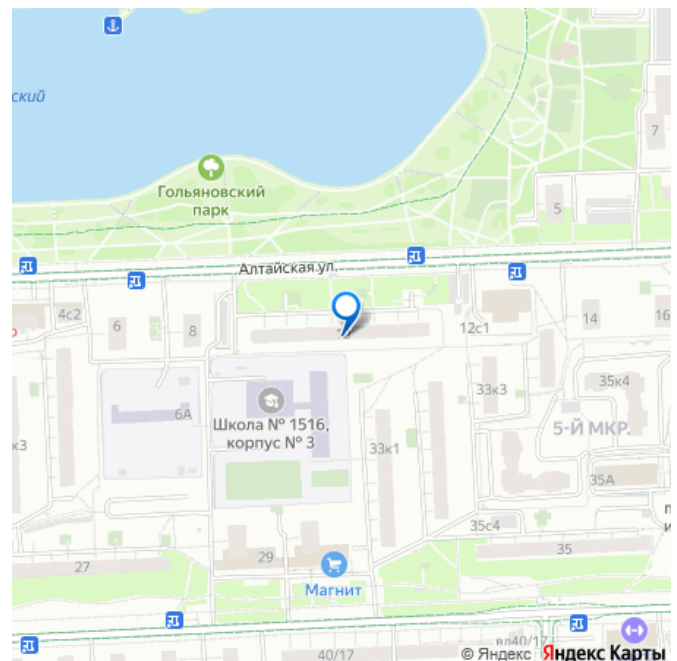 ский
7
Гольяновский
парк
5
Алтайская ул.
4с2
6
8
12с1
14
16
33к3
35к4
6А
Школа № 1516,
корпус № 3
5-Й МКР.
к3
33к1
35А
35с4
п
и
29
35
27
Магнит
40/17
вл40/17
© Яндекс Яндекс Карты